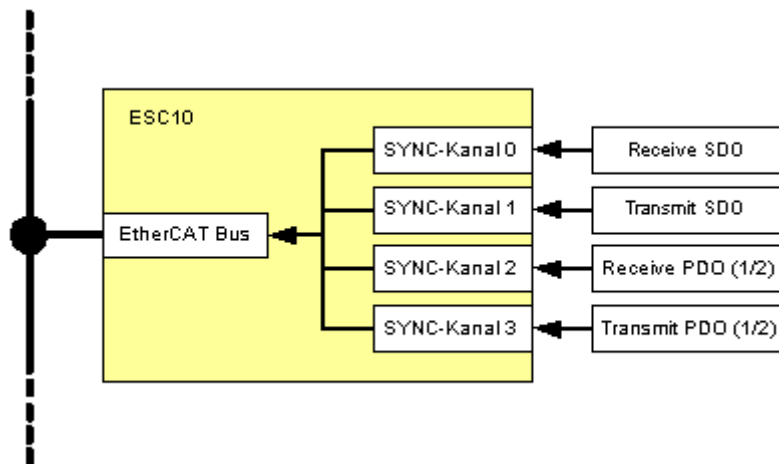 ESC10
SYNC-Kanal 0
Receive SDO
SYNC-Kanal 1
Transmit SDO
EtherCAT Bus
SYNC-Kanal 2
Receive PDO (1/2)
SYNC-Kanal 3
Transmit PDO (1/2)